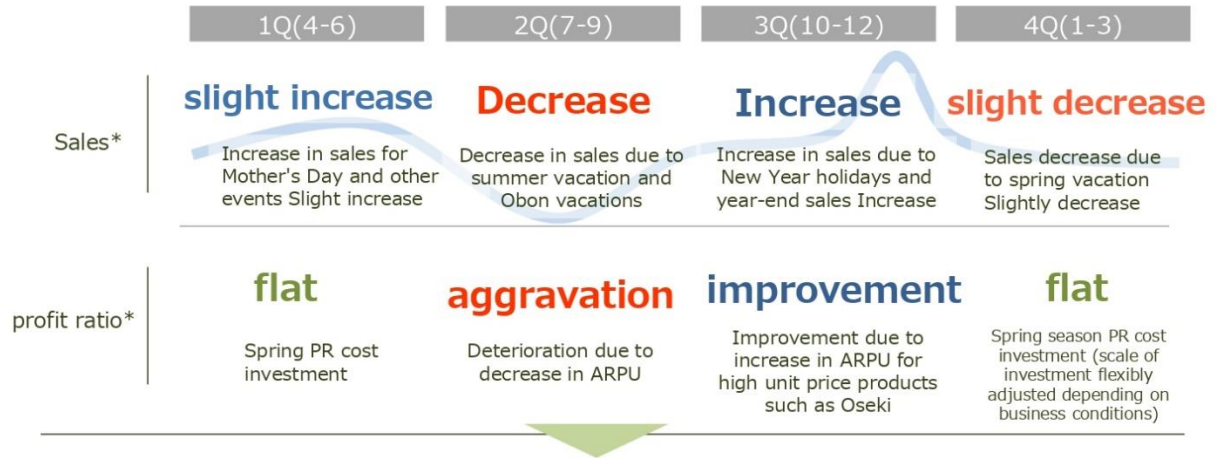 1Q(4-6)
2Q(7-9)
3Q(10-12)
4Q(1-3)
Sales*
slight increase
Increase in sales for
Mother's Day and other
events Slight increase
Decrease
Decrease in sales due to
summer vacation and
Obon vacations
Increase
Increase in sales due to
New Year holidays and
year-end sales Increase
slight decrease
Sales decrease due
to spring vacation
Slightly decrease
profit ratio*
flat
Spring PR cost
investment
aggravation
Deterioration due to
decrease in ARPU
improvement
Improvement due to
increase in ARPU for
high unit price products
such as Oseki
flat
Spring season PR cost
investment (scale of
investment flexibly
adjusted depending on
business conditions)